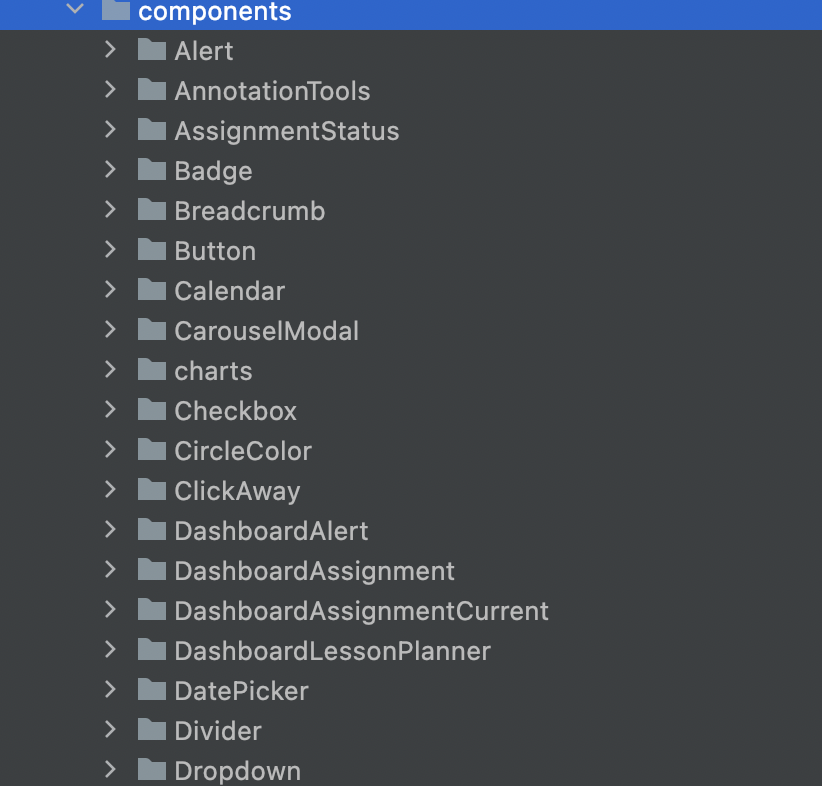 components
Alert
AnnotationTools
AssignmentStatus
Badge
Breadcrumb
Button
Calendar
CarouselModal
charts
Checkbox
CircleColor
ClickAway
DashboardAlert
DashboardAssignment
DashboardAssignmentCurrent
DashboardLessonPlanner
DatePicker
Divider
Dropdown